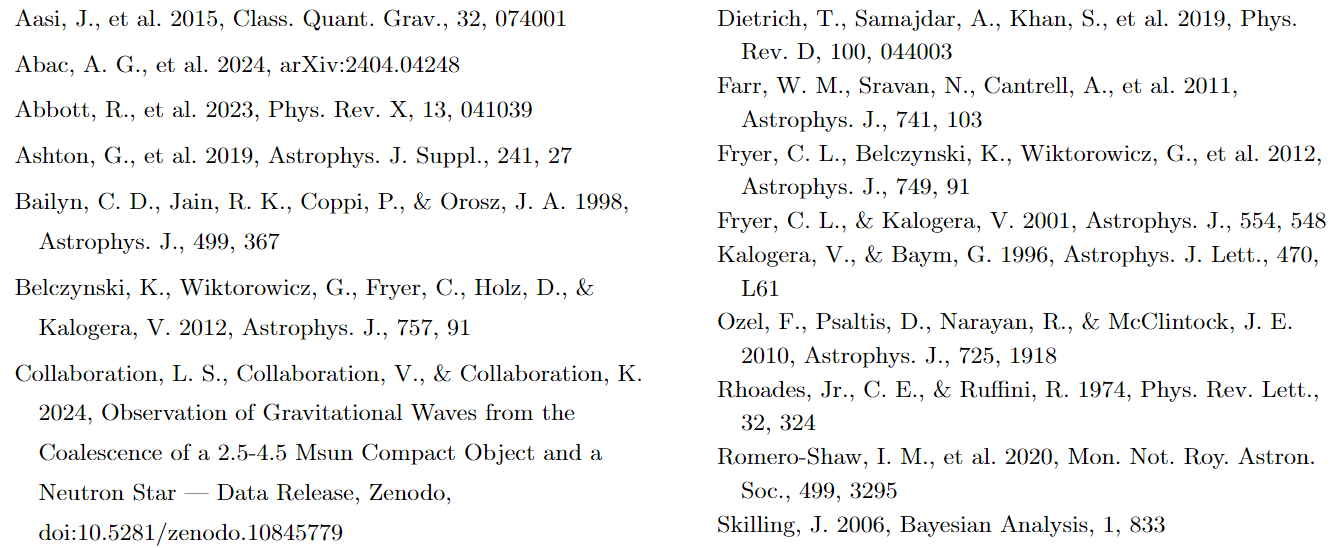 Aasi, J., et al. 2015, Class. Quant. Grav., 32, 074001
Abac, A. G., et al. 2024, arXiv:2404.04248
Abbott, R., et al. 2023, Phys. Rev. X, 13, 041039
Ashton, G., et al. 2019, Astrophys. J. Suppl., 241, 27
Bailyn, C. D., Jain, R. K., Coppi, P., & Orosz, J. A. 1998,
Astrophys. J., 499, 367
Belczynski, K., Wiktorowicz, G., Fryer, C., Holz, D., &
Kalogera, V. 2012, Astrophys. J., 757, 91
Collaboration, L. S., Collaboration, V., & Collaboration, K.
2024, Observation of Gravitational Waves from the
Coalescence of a 2.5-4.5 Msun Compact Object and a
Neutron Star — Data Release, Zenodo,
doi:10.5281/zenodo.10845779
Dietrich, T., Samajdar, A., Khan, S., et al. 2019, Phys.
Rev. D, 100, 044003
Farr, W. M., Sravan, N., Cantrell, A., et al. 2011,
Astrophys. J., 741, 103
Fryer, C. L., Belczynski, K., Wiktorowicz, G., et al. 2012,
Astrophys. J., 749, 91
Fryer, C. L., & Kalogera, V. 2001, Astrophys. J., 554, 548
Kalogera, V., & Baym, G. 1996, Astrophys. J. Lett., 470,
L61
Ozel, F., Psaltis, D., Narayan, R., & McClintock, J. E.
2010, Astrophys. J., 725, 1918
Rhoades, Jr., C. E., & Ruffini, R. 1974, Phys. Rev. Lett.,
32, 324
Romero-Shaw, I. M., et al. 2020, Mon. Not. Roy. Astron.
Soc., 499, 3295
Skilling, J. 2006, Bayesian Analysis, 1, 833